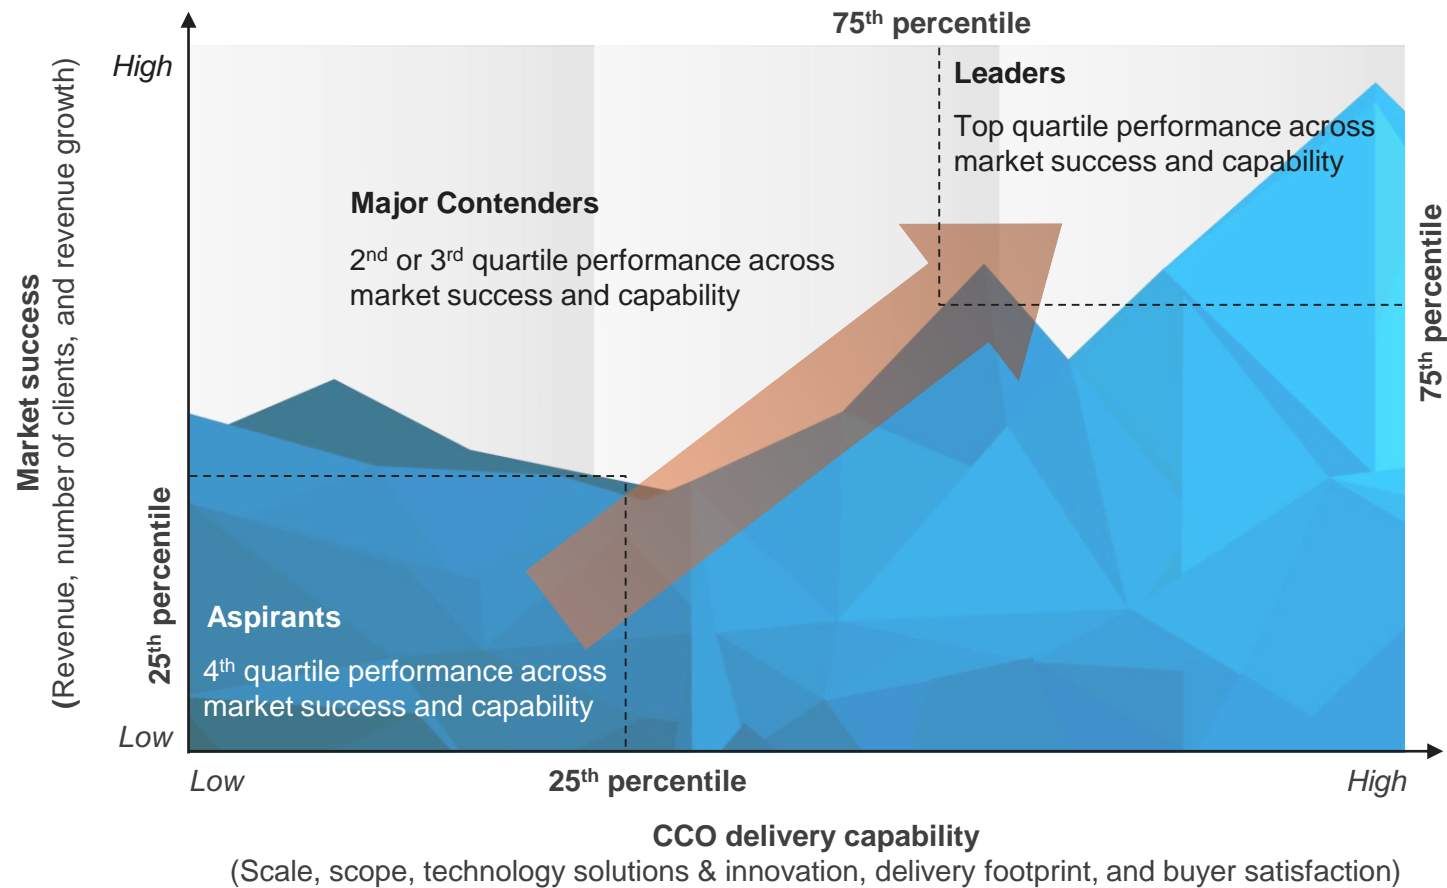 75th percentile
High
Leaders
Top quartile performance across
market success and capability
Major Contenders
2nd or 3rd quartile performance across
market success and capability
75th percentile
Market success
(Revenue, number of clients, and revenue growth)
25th percentile
Aspirants
4th quartile performance across
market success and capability
Low
Low
25th percentile
High
CCO delivery capability
(Scale, scope, technology solutions & innovation, delivery footprint, and buyer satisfaction)